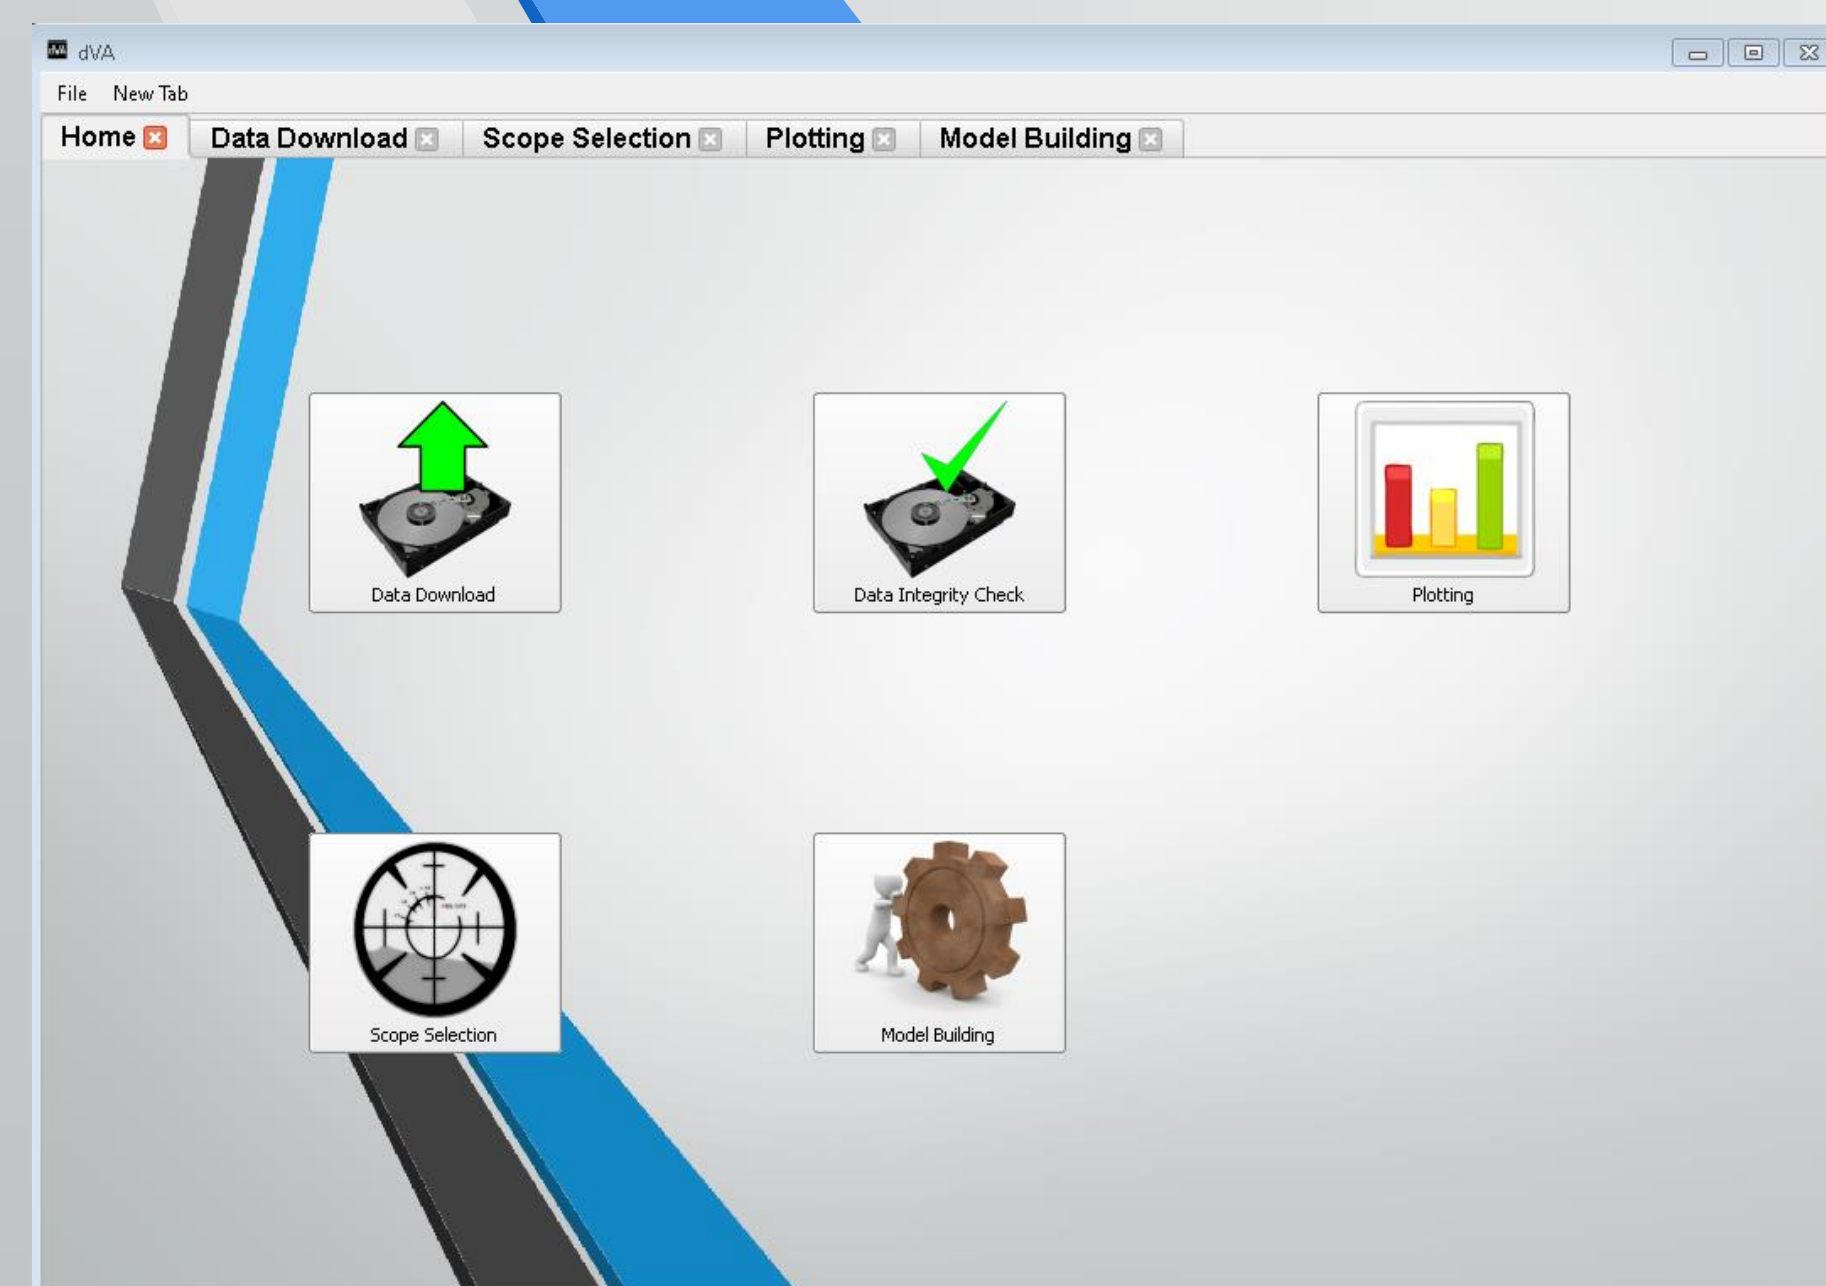 dVA
File New Tab
Home Data Download Scope Selection Plotting Model Building
Data Download Data Integrity Check Plotting
Scope Selection Model Building